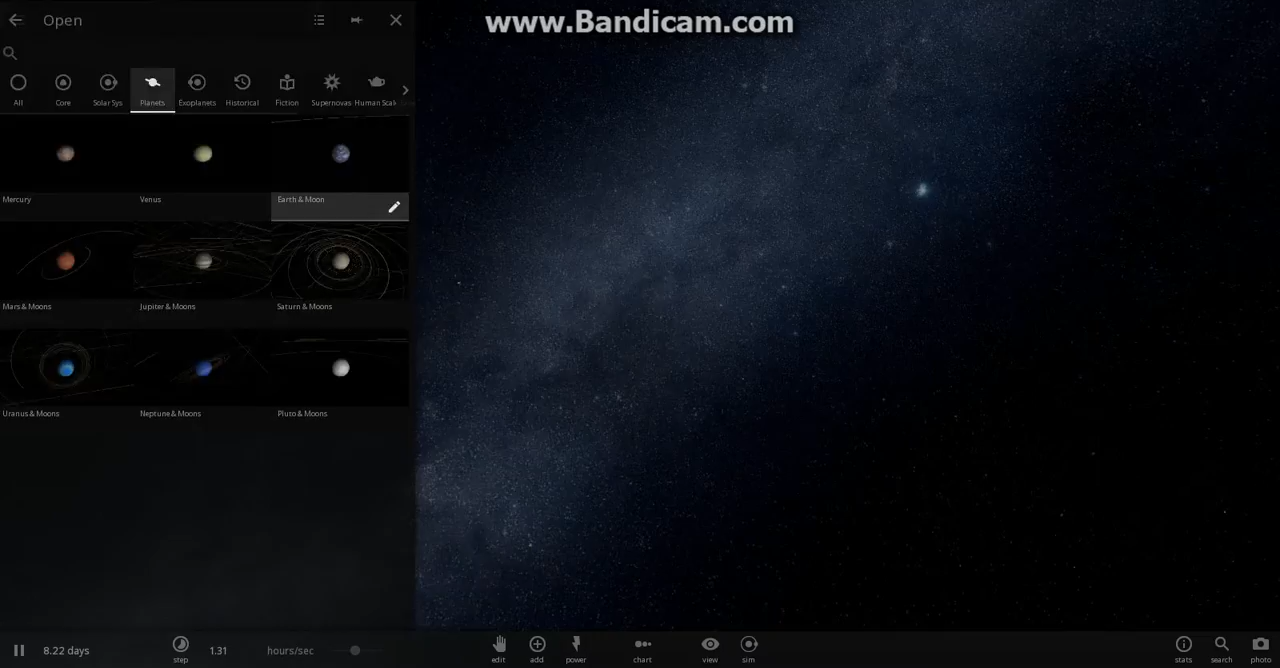 www.Bandicam.com
Open
All Core Solar Sys Planets Exoplanets Historical Fiction Supernovas Human Scal
Mercury Venus Earth & Moon
Mars & Moons Jupiter & Moons Saturn & Moons
Uranus & Moons Neptune & Moons Pluto & Moons
8.22 days step 1.31 hours/sec edit add power chart view sim stats search photo